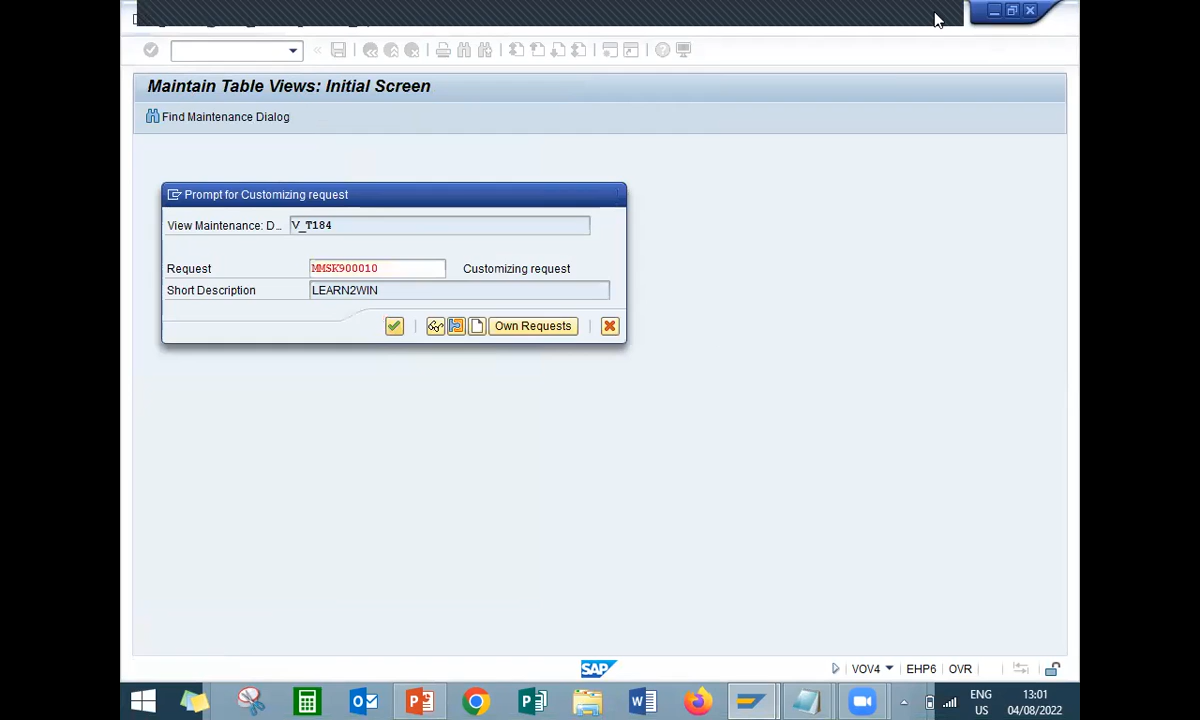 Maintain Table Views: Initial Screen
Find Maintenance Dialog
Prompt for Customizing request
View Maintenance: D... V_T184
Request MMSK900010 Customizing request
Short Description LEARN2WIN
Own Requests
SAP VOV4 EHP6 OVR
ENG 13:01
US 04/08/2022